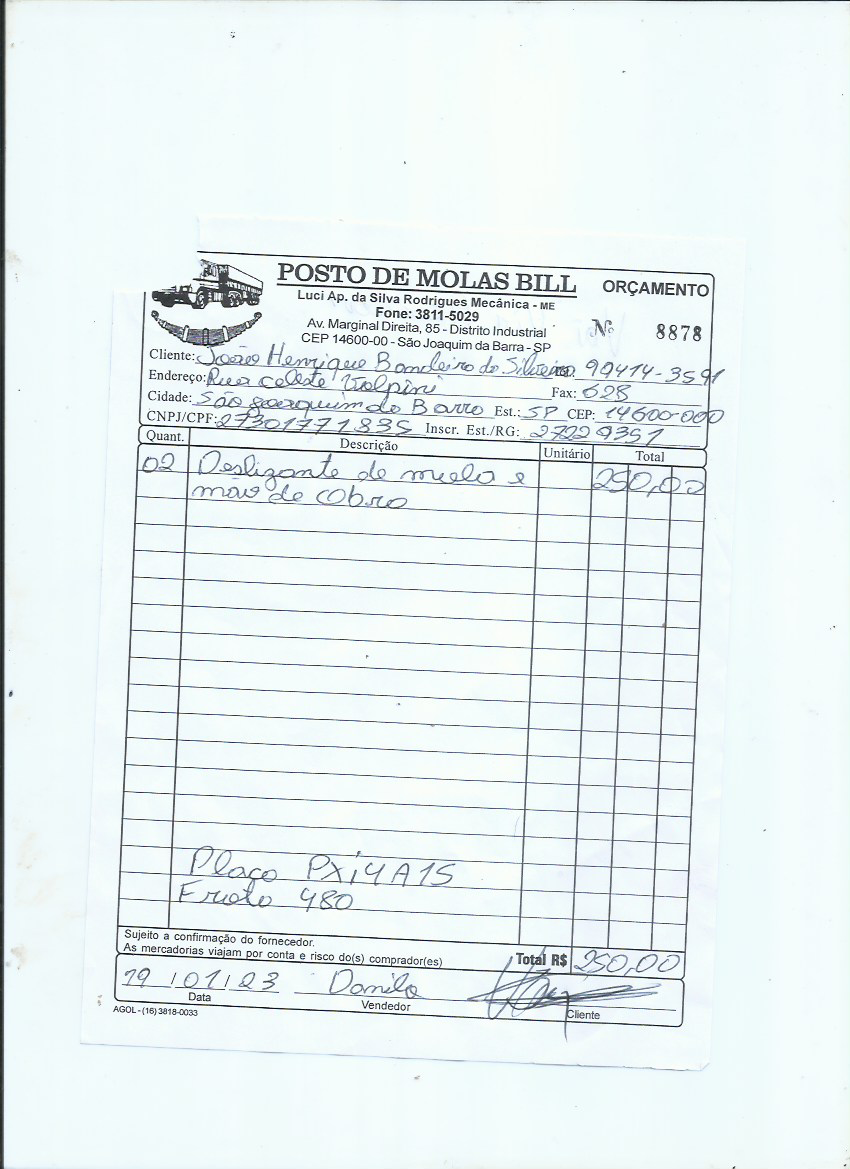 POSTO DE MOLAS BILL ORÇAMENTO
Luci Ap. da Silva Rodrigues Mecânica - ME
Fone: 3811-5029
Av. Marginal Direita, 85 - Distrito Industrial Nº 8878
CEP 14600-00 - São Joaquim da Barra - SP
Cliente: João Henrique Bandeira da Silveira 99414-3591
Endereço: Rua celeste Volpini Fax: 628
Cidade: São Joaquim da Barra Est.: SP CEP: 14600-000
CNPJ/CPF: 27301771835 Inscr. Est./RG: 27229351
Quant. Descrição Unitário Total
02 Deslizante de mola e 250,00
mão de obra
Placa PXi4A15
Frota 480
Sujeito a confirmação do fornecedor.
As mercadorias viajam por conta e risco do(s) comprador(es) Total R$ 250,00
19/01/23 Danilo
Data Vendedor Cliente
AGOL - (16) 3818-0033